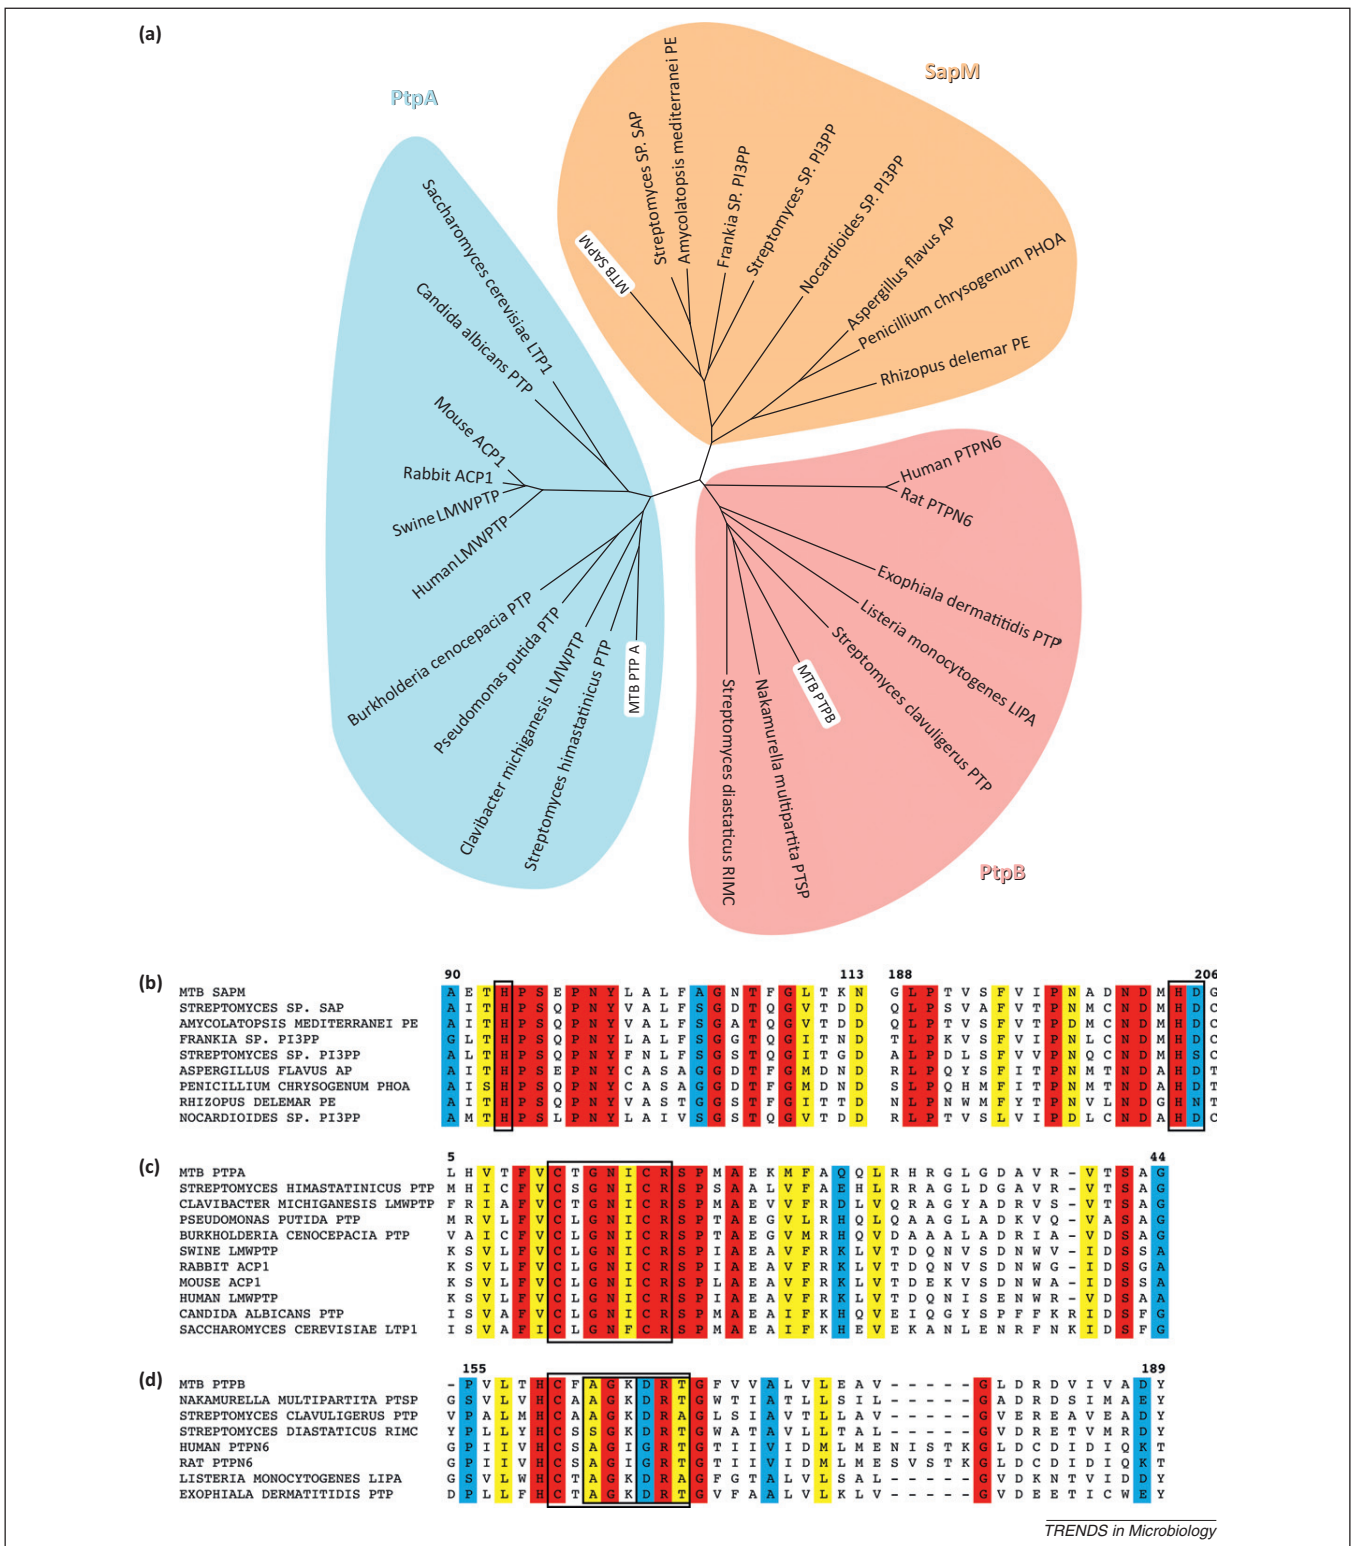 (a)
PtpA
SapM
PtpB
Saccharomyces cerevisiae LTP1
Candida albicans PTP
Mouse ACP1
Rabbit ACP1
Swine LMWPTP
Human LMWPTP
Burkholderia cenocepacia PTP
Pseudomonas putida PTP
Clavibacter michiganesis LMWPTP
Streptomyces himastatinicus PTP
MTB PTP A
MTB SAPM
Streptomyces SP. SAP
Amycolatopsis mediterranei PE
Frankia SP. PI3PP
Streptomyces SP. PI3PP
Nocardioides SP. PI3PP
Aspergillus flavus AP
Penicillium chrysogenum PHOA
Rhizopus delemar PE
Human PTPN6
Rat PTPN6
Exophiala dermatitidis PTP
Listeria monocytogenes LIPA
Streptomyces clavuligerus PTP
MTB PTPB
Nakamurella multipartita PTSP
Streptomyces diastaticus RIMC
(b)
90 113 188 206
MTB SAPM A E T H P S E P N Y L A L F A G N T F G L T K N G L P T V S F V I P N A D N D M H D G
STREPTOMYCES SP. SAP A I T H P S Q P N Y V A L F S G D T Q G V T D D Q L P S V A F V T P D M C N D M H D C
AMYCOLATOPSIS MEDITERRANEI PE A I T H P S Q P N Y V A L F S G A T Q G V T D D Q L P T V S F V T P N M C N D M H D C
FRANKIA SP. PI3PP G L T H P S Q P N Y L A L F S G G T Q G I T N D T L P K V S F V I P N L C N D M H D C
STREPTOMYCES SP. PI3PP A L T H P S Q P N Y F N L F S G S T Q G I T G D A L P D L S F V V P N Q C N D M H S C
ASPERGILLUS FLAVUS AP A I T H P S E P N Y C A S A G G D T F G M D N D R L P Q Y S F I T P N M T N D A H D T
PENICILLIUM CHRYSOGENUM PHOA A I S H P S Q P N Y C A S A G G D T F G M D N D S L P Q H M F I T P N M T N D A H D T
RHIZOPUS DELEMAR PE A I T H P S Q P N Y V A S T G G S T F G I T T D N L P N W M F Y T P N V L N D G H N T
NOCARDIOIDES SP. PI3PP A M T H P S L P N Y L A I V S G S T Q G V T D D R L P T V S L V I P D L C N D A H D C
(c)
5 44
MTB PTPA L H V T F V C T G N I C R S P M A E K M F A Q Q L R H R G L G D A V R - V T S A G
STREPTOMYCES HIMASTATINICUS PTP M H I C F V C S G N I C R S P S A A L V F A E H L R R A G L D G A V R - V T S A G
CLAVIBACTER MICHIGANESIS LMWPTP F R I A F V C T G N I C R S P M A E V V F R D L V Q R A G Y A D R V S - V T S A G
PSEUDOMONAS PUTIDA PTP M R V L F V C L G N I C R S P T A E G V L R H Q L Q A A G L A D K V Q - V A S A G
BURKHOLDERIA CENOCEPACIA PTP V A I C F V C L G N I C R S P T A E G V M R H Q V D A A A L A D R I A - V D S A G
SWINE LMWPTP K S V L F V C L G N I C R S P I A E A V F R K L V T D Q N V S D N W V - I D S S A
RABBIT ACP1 K S V L F V C L G N I C R S P I A E A V F R K L V T D Q N V S D N W G - I D S G A
MOUSE ACP1 K S V L F V C L G N I C R S P I A E A V F R K L V T D E K V S D N W A - I D S S A
HUMAN LMWPTP K S V L F V C L G N I C R S P I A E A V F R K L V T D Q N I S E N W R - V D S A A
CANDIDA ALBICANS PTP I S V A F V C L G N I C R S P M A E A I F K H Q V E I Q G Y S P F F K R I D S F G
SACCHAROMYCES CEREVISIAE LTP1 I S V A F I C L G N F C R S P M A E A I F K H E V E K A N L E N R F N K I D S F G
(d)
155 189
MTB PTPB - P V L T H C F A G K D R T G F V V A L V L E A V - - - - - G L D R D V I V A D Y
NAKAMURELLA MULTIPARTITA PTSP G S V L V H C A A G K D R T G W T I A T L L S I L - - - - - G A D R D S I M A E Y
STREPTOMYCES CLAVULIGERUS PTP V P A L M H C A A G K D R A G L S I A T V L L A V - - - - - G V E R E A V E A D Y
STREPTOMYCES DIASTATICUS RIMC Y P L L Y H C S S G K D R T G W A T A V L L T A L - - - - - G V D R E T V M R D Y
HUMAN PTPN6 G P I I V H C S A G I G R T G T I I V I D M L M E N I S T K G L D C D I D I Q K T
RAT PTPN6 G P I I V H C S A G I G R T G T I I V I D M L M E S V S T K G L D C D I D I Q K T
LISTERIA MONOCYTOGENES LIPA G S V L W H C T A G K D R A G F G T A L V L S A L - - - - - G V D K N T V I D D Y
EXOPHIALA DERMATITIDIS PTP D P L L F H C T A G K D R T G V F A A L V L K L V - - - - - G V D E E T I C W E Y
TRENDS in Microbiology